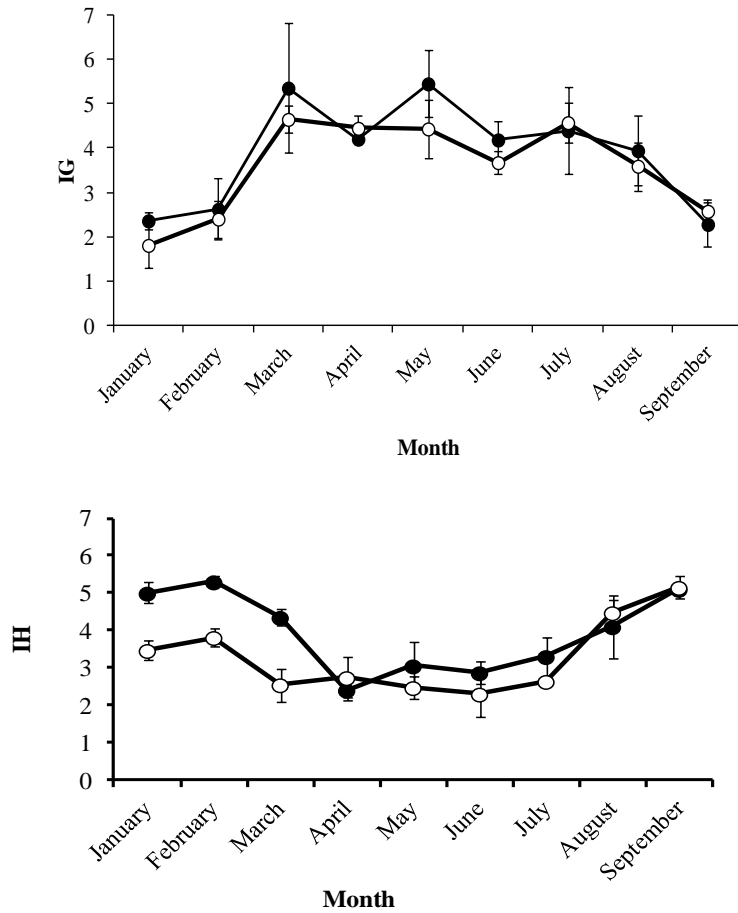 7
6
5
4
3
2
1
0
IG
January
February
March
April
May
June
July
August
September
Month
7
6
5
4
3
2
1
0
IH
January
February
March
April
May
June
July
August
September
Month